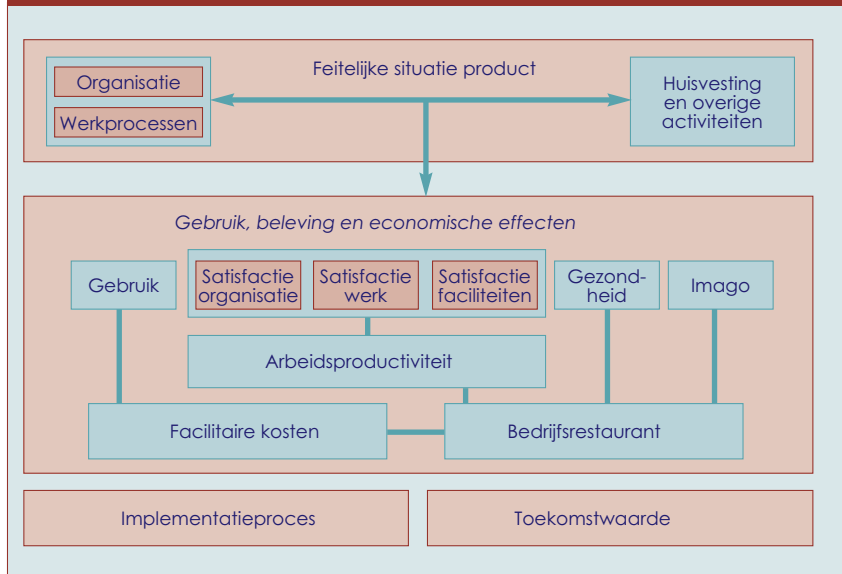 Feitelijke situatie product
Organisatie
Werkprocessen
Huisvesting
en overige
activiteiten
Gebruik, beleving en economische effecten
Gebruik
Satisfactie
organisatie
Satisfactie
werk
Satisfactie
faciliteiten
Gezond-
heid
Imago
Arbeidsproductiviteit
Facilitaire kosten
Bedrijfsrestaurant
Implementatieproces
Toekomstwaarde